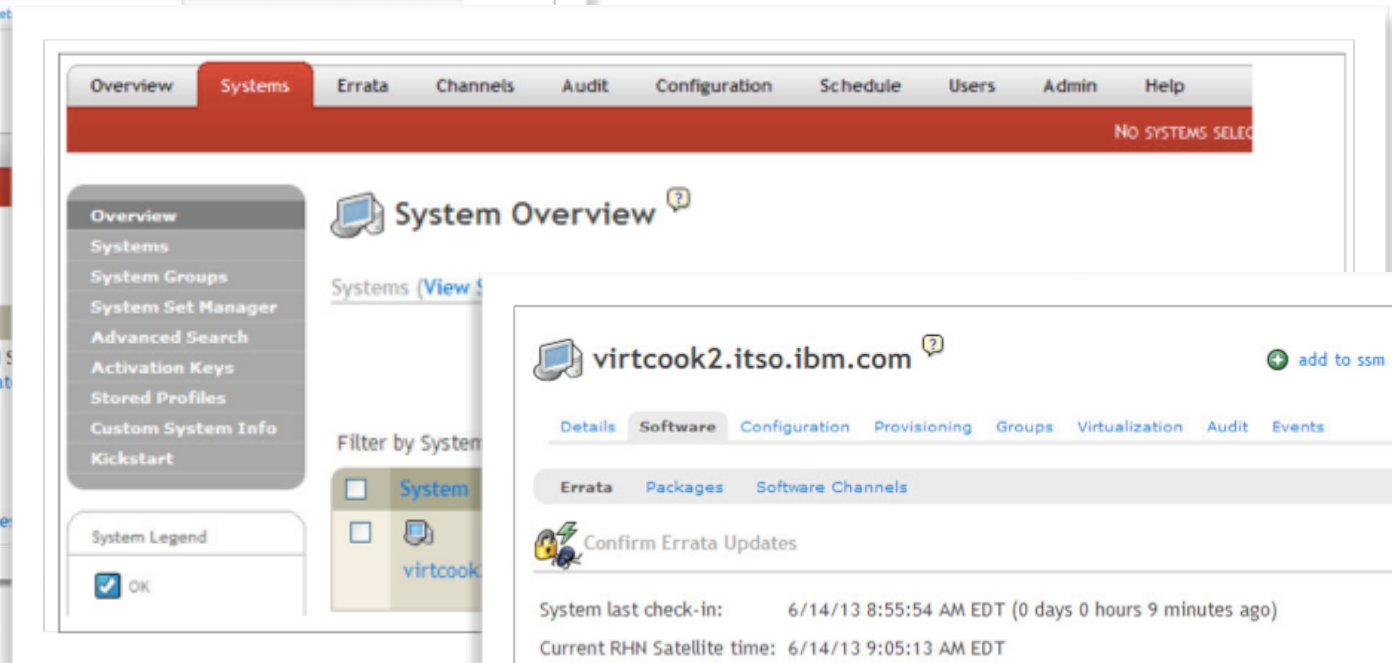 Overview Systems Errata Channels Audit Configuration Schedule Users Admin Help
NO SYSTEMS SELEC
Overview
Systems
System Groups
System Set Manager
Advanced Search
Activation Keys
Stored Profiles
Custom System Info
Kickstart
System Legend
OK
System Overview
Systems (View S
Filter by System
System
virtcook
virtcook2.itso.ibm.com
add to ssm
Details Software Configuration Provisioning Groups Virtualization Audit Events
Errata Packages Software Channels
Confirm Errata Updates
System last check-in: 6/14/13 8:55:54 AM EDT (0 days 0 hours 9 minutes ago)
Current RHN Satellite time: 6/14/13 9:05:13 AM EDT